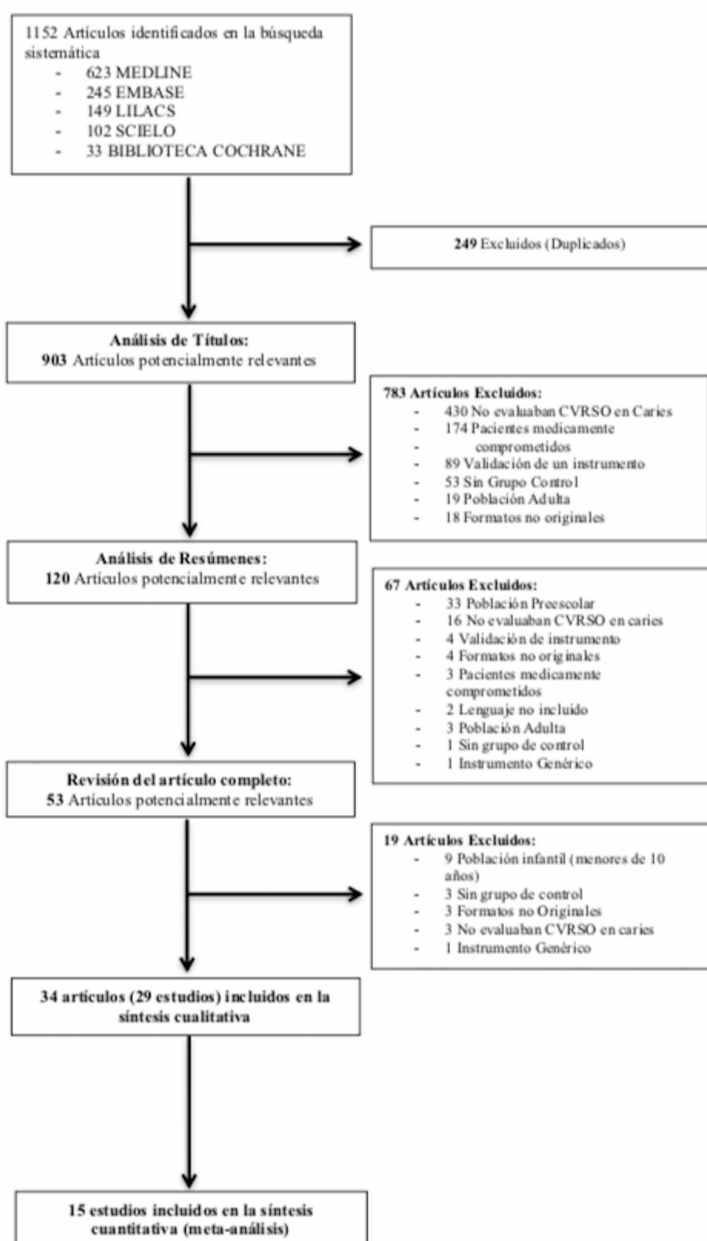 1152 Artículos identificados en la búsqueda
sistemática
- 623 MEDLINE
- 245 EMBASE
- 149 LILACS
- 102 SCIELO
- 33 BIBLIOTECA COCHRANE
249 Excluidos (Duplicados)
Análisis de Títulos:
903 Artículos potencialmente relevantes
783 Artículos Excluidos:
- 430 No evaluaban CVRSO en Caries
- 174 Pacientes medicamente
- comprometidos
- 89 Validación de un instrumento
- 53 Sin Grupo Control
- 19 Población Adulta
- 18 Formatos no originales
Análisis de Resúmenes:
120 Artículos potencialmente relevantes
67 Artículos Excluidos:
- 33 Población Preescolar
- 16 No evaluaban CVRSO en caries
- 4 Validación de instrumento
- 4 Formatos no originales
- 3 Pacientes medicamente
comprometidos
- 2 Lenguaje no incluido
- 3 Población Adulta
- 1 Sin grupo de control
- 1 Instrumento Genérico
Revisión del artículo completo:
53 Artículos potencialmente relevantes
19 Artículos Excluidos:
- 9 Población infantil (menores de 10
años)
- 3 Sin grupo de control
- 3 Formatos no Originales
- 3 No evaluaban CVRSO en caries
- 1 Instrumento Genérico
34 artículos (29 estudios) incluidos en la
síntesis cualitativa
15 estudios incluidos en la síntesis
cuantitativa (meta-análisis)